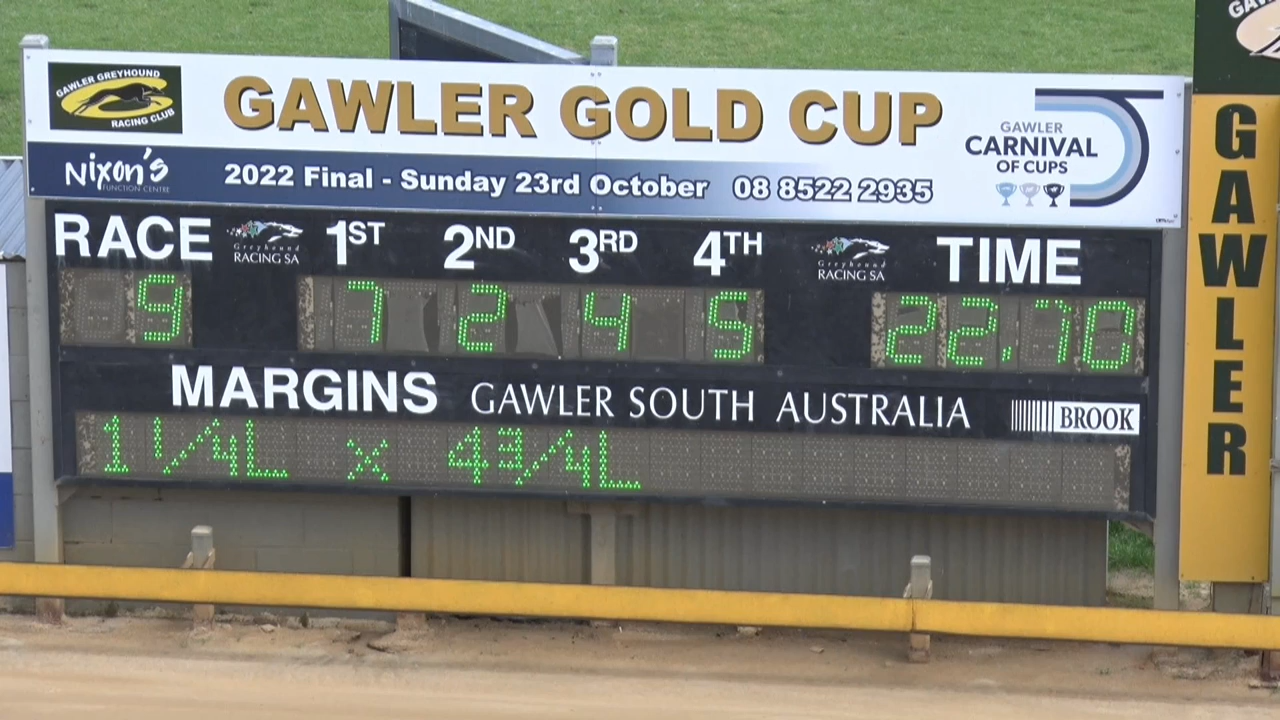 GAWLER GREYHOUND
RACING CLUB
GAWLER GOLD CUP
GAWLER
CARNIVAL
OF CUPS
Nixon's
FUNCTION CENTRE
2022 Final - Sunday 23rd October 08 8522 2935
RACE Greyhound RACING SA 1ST 2ND 3RD 4TH Greyhound RACING SA TIME
9 7 2 4 5 22.70
MARGINS GAWLER SOUTH AUSTRALIA BROOK
1 1/4L x 4 3/4L
GAWLER